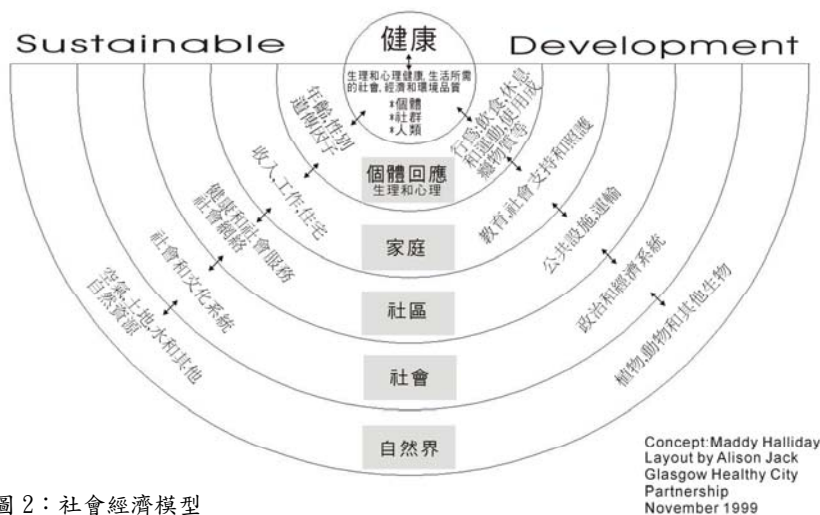 Sustainable Development
健康
生理和心理健康, 生活所需
的社會, 經濟和環境品質
*個體
*社群
*人類
年齡, 性別
遺傳因子
行為, 飲食, 休息
和運動, 使用成
癮物質等
個體回應
生理和心理
收入, 工作, 住宅
教育, 社會支持和照護
家庭
健康和社會服務
社會網絡
公共設施, 運輸
社區
社會和文化系統
政治和經濟系統
社會
空氣, 土地, 水和其他
自然資源
植物, 動物和其他生物
自然界
Concept:Maddy Halliday
Layout by Alison Jack
Glasgow Healthy City
Partnership
November 1999
圖 2：社會經濟模型